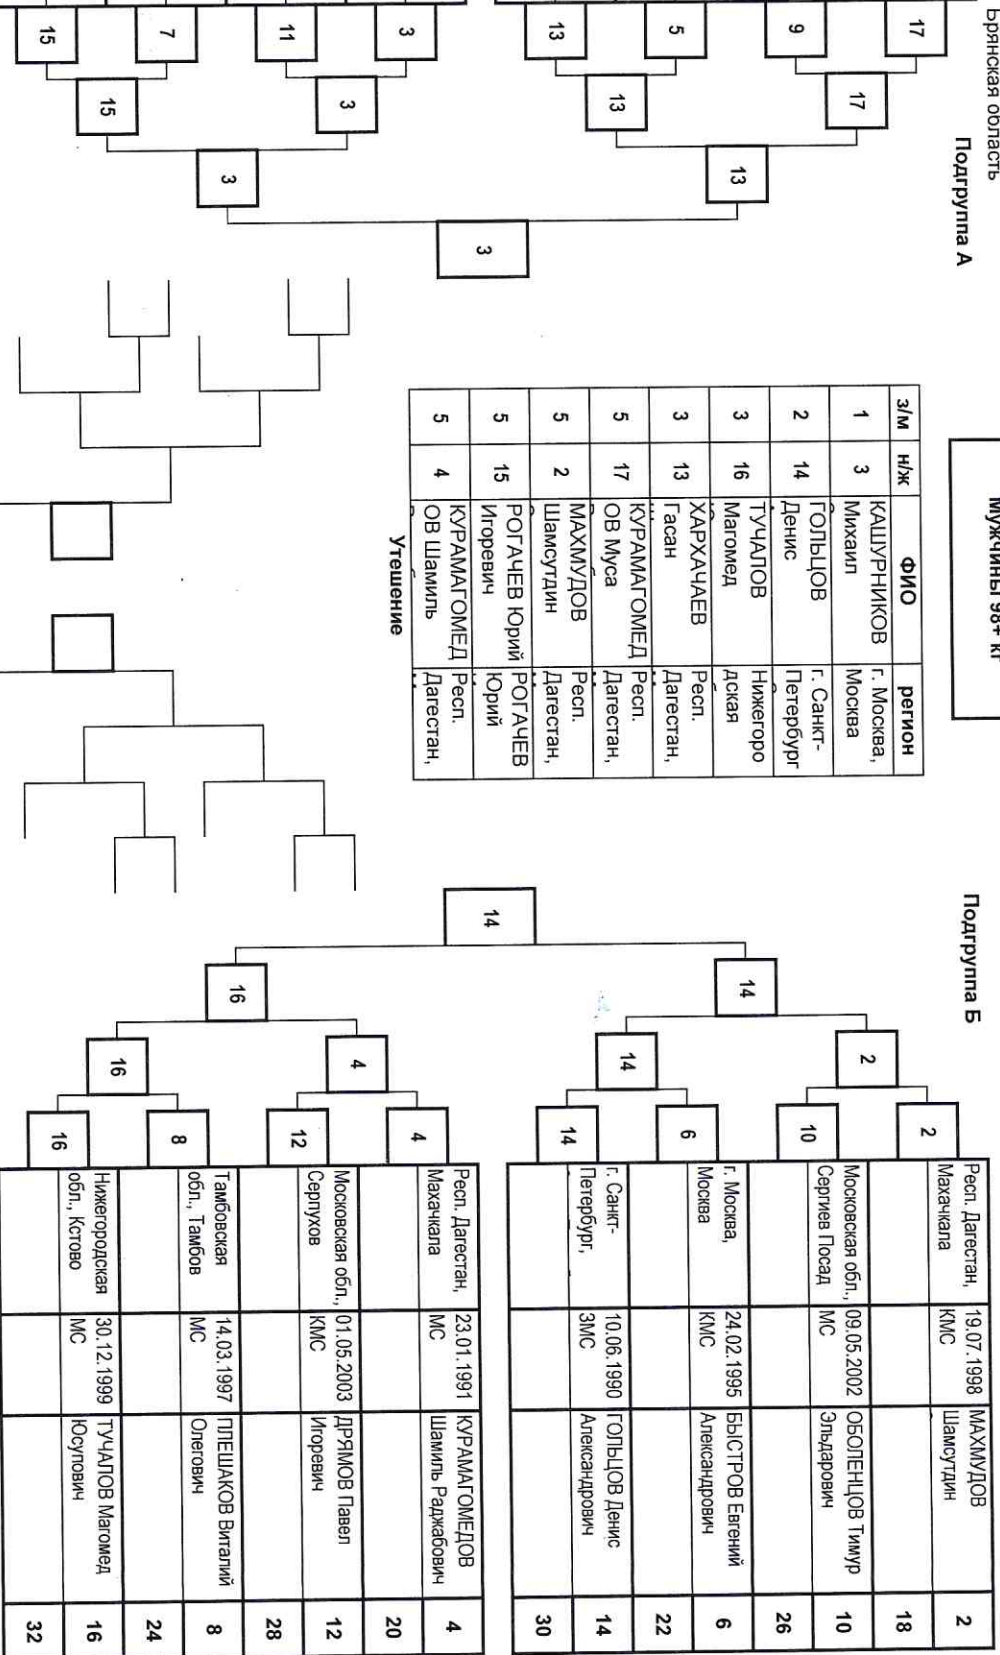 Брянская область
Мужчины 98+ кг
Подгруппа А
17
9
5
13
3
11
7
15
17
13
3
15
13
3
3
з/м н/ж ФИО регион
1 3 КАШУРНИКОВ Михаил г. Москва, Москва
2 14 ГОЛЬЦОВ Денис г. Санкт-Петербург
3 16 ТУЧАЛОВ Магомед Нижегородская
3 13 ХАРХАЧАЕВ Гасан Респ. Дагестан,
5 17 КУРАМАГОМЕДОВ Муса Респ. Дагестан,
5 2 МАХМУДОВ Шамсутдин Респ. Дагестан,
5 15 РОГАЧЕВ Юрий Игоревич РОГАЧЕВ Юрий
5 4 КУРАМАГОМЕДОВ Шамиль Респ. Дагестан,
Утешение
Подгруппа Б
14
14
16
2
14
4
16
2
10
6
14
4
12
8
16
Респ. Дагестан, Махачкала 19.07.1998 КМС МАХМУДОВ Шамсутдин 2
18
Московская обл., Сергиев Посад 09.05.2002 МС ОБОЛЕНЦОВ Тимур Эльдарович 10
26
г. Москва, Москва 24.02.1995 КМС БЫСТРОВ Евгений Александрович 6
22
г. Санкт-Петербург, 10.06.1990 ЗМС ГОЛЬЦОВ Денис Александрович 14
30
Респ. Дагестан, Махачкала 23.01.1991 МС КУРАМАГОМЕДОВ Шамиль Раджабович 4
20
Московская обл., Серпухов 01.05.2003 КМС ДРЯМОВ Павел Игоревич 12
28
Тамбовская обл., Тамбов 14.03.1997 МС ПЛЕШАКОВ Виталий Олегович 8
24
Нижегородская обл., Кстово 30.12.1999 МС ТУЧАЛОВ Магомед Юсупович 16
32